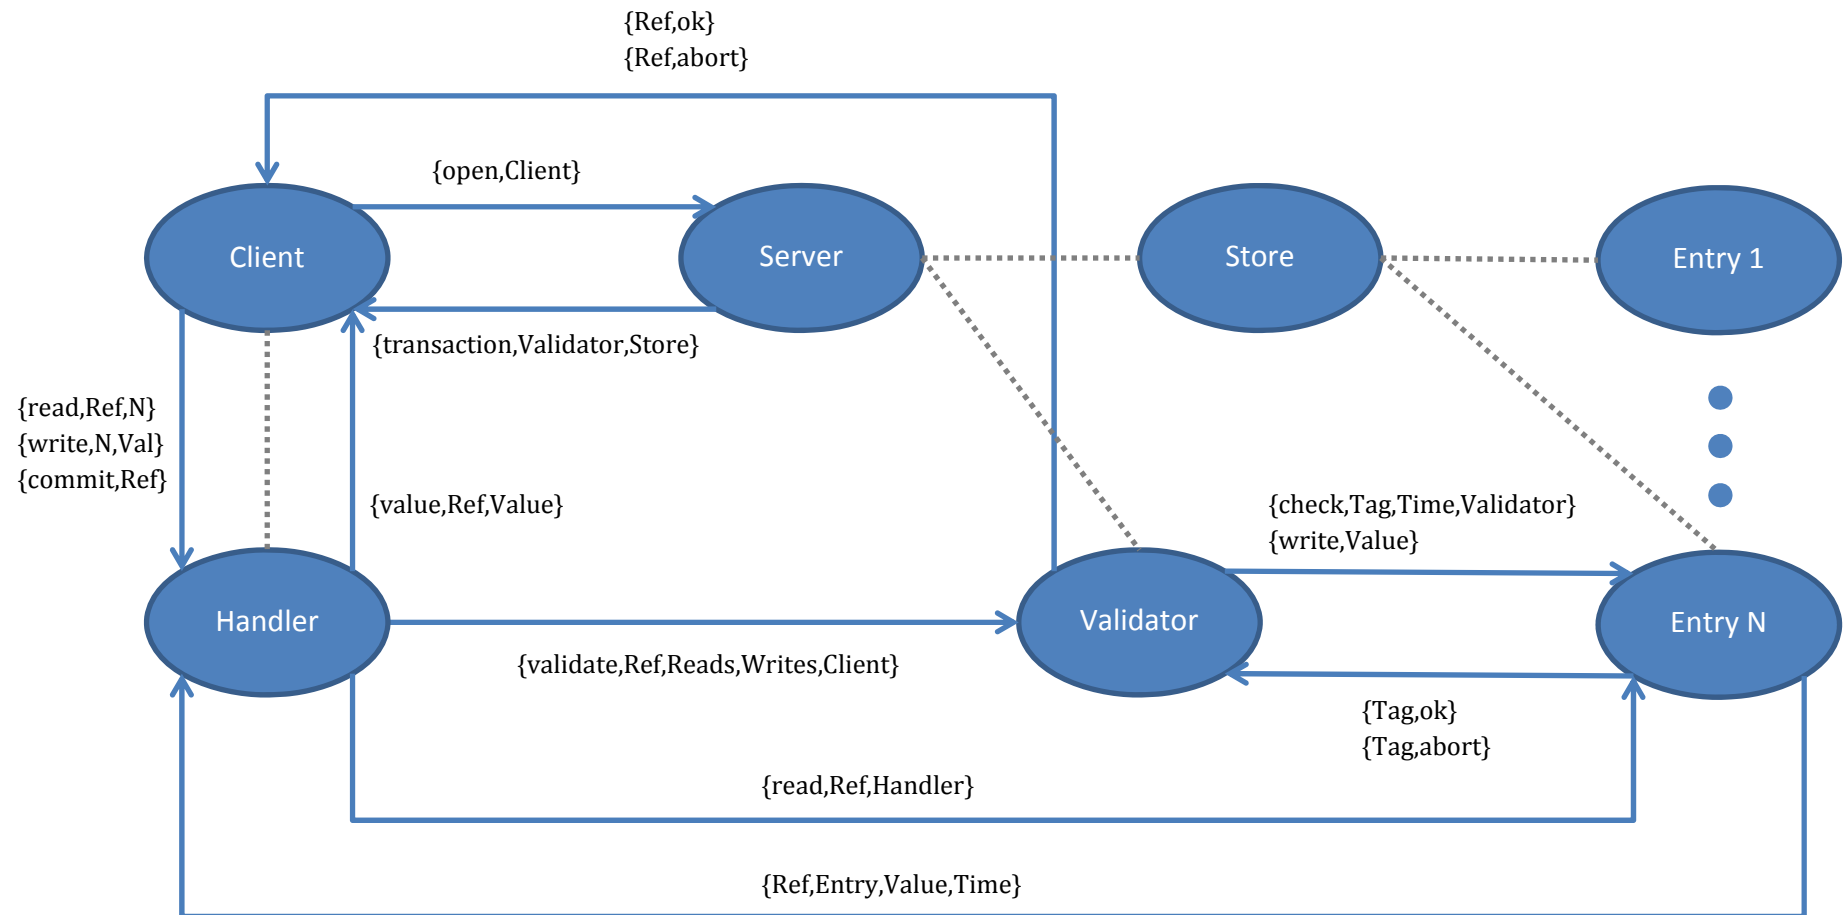 {Ref,ok}
{Ref,abort}
{open,Client}
Client
Server
Store
Entry 1
{transaction,Validator,Store}
{read,Ref,N}
{write,N,Val}
{commit,Ref}
{value,Ref,Value}
{check,Tag,Time,Validator}
{write,Value}
Handler
Validator
Entry N
{validate,Ref,Reads,Writes,Client}
{Tag,ok}
{Tag,abort}
{read,Ref,Handler}
{Ref,Entry,Value,Time}